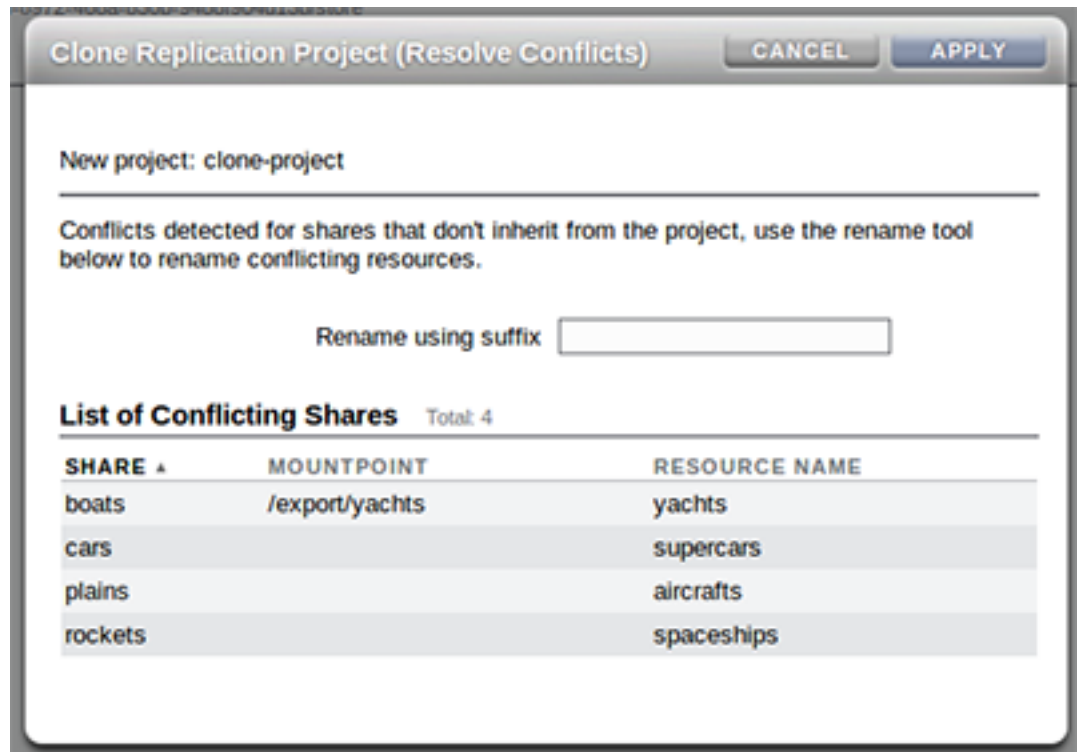 Clone Replication Project (Resolve Conflicts) CANCEL APPLY
New project: clone-project
Conflicts detected for shares that don't inherit from the project, use the rename tool
below to rename conflicting resources.
Rename using suffix
List of Conflicting Shares Total: 4
SHARE ▲ MOUNTPOINT RESOURCE NAME
boats /export/yachts yachts
cars supercars
plains aircrafts
rockets spaceships